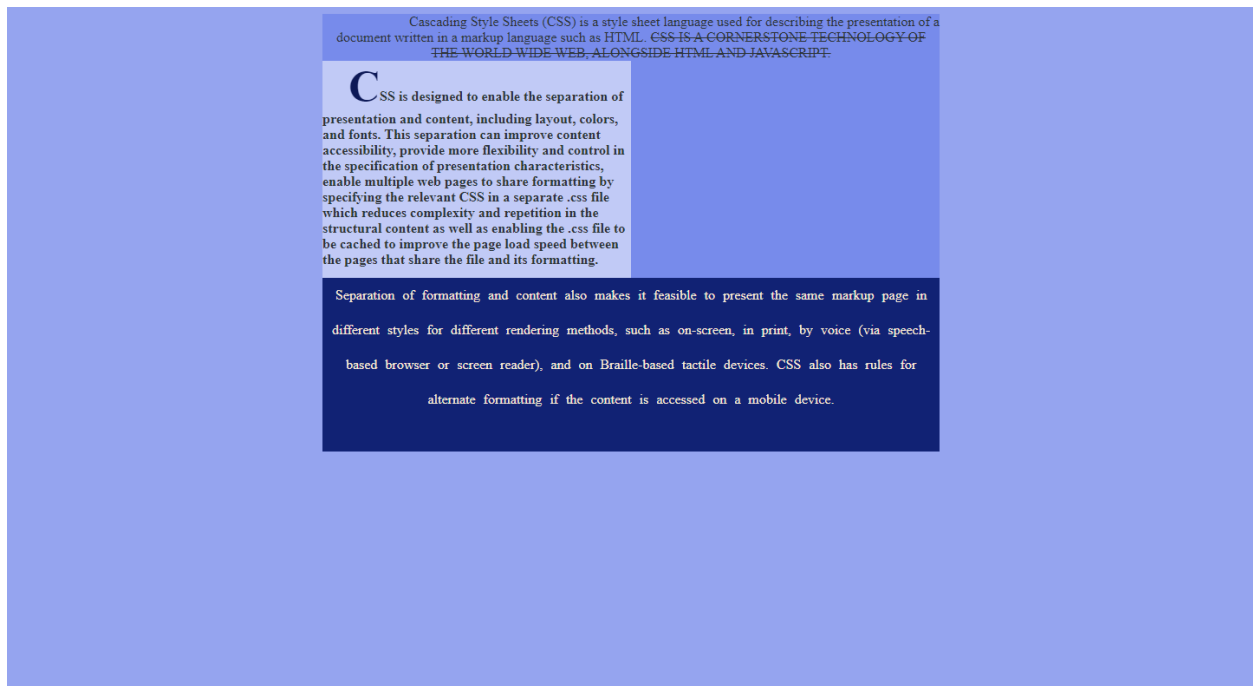 Cascading Style Sheets (CSS) is a style sheet language used for describing the presentation of a
document written in a markup language such as HTML. CSS IS A CORNERSTONE TECHNOLOGY OF
THE WORLD WIDE WEB, ALONGSIDE HTML AND JAVASCRIPT.
CSS is designed to enable the separation of
presentation and content, including layout, colors,
and fonts. This separation can improve content
accessibility, provide more flexibility and control in
the specification of presentation characteristics,
enable multiple web pages to share formatting by
specifying the relevant CSS in a separate .css file
which reduces complexity and repetition in the
structural content as well as enabling the .css file to
be cached to improve the page load speed between
the pages that share the file and its formatting.
Separation of formatting and content also makes it feasible to present the same markup page in
different styles for different rendering methods, such as on-screen, in print, by voice (via speech-
based browser or screen reader), and on Braille-based tactile devices. CSS also has rules for
alternate formatting if the content is accessed on a mobile device.